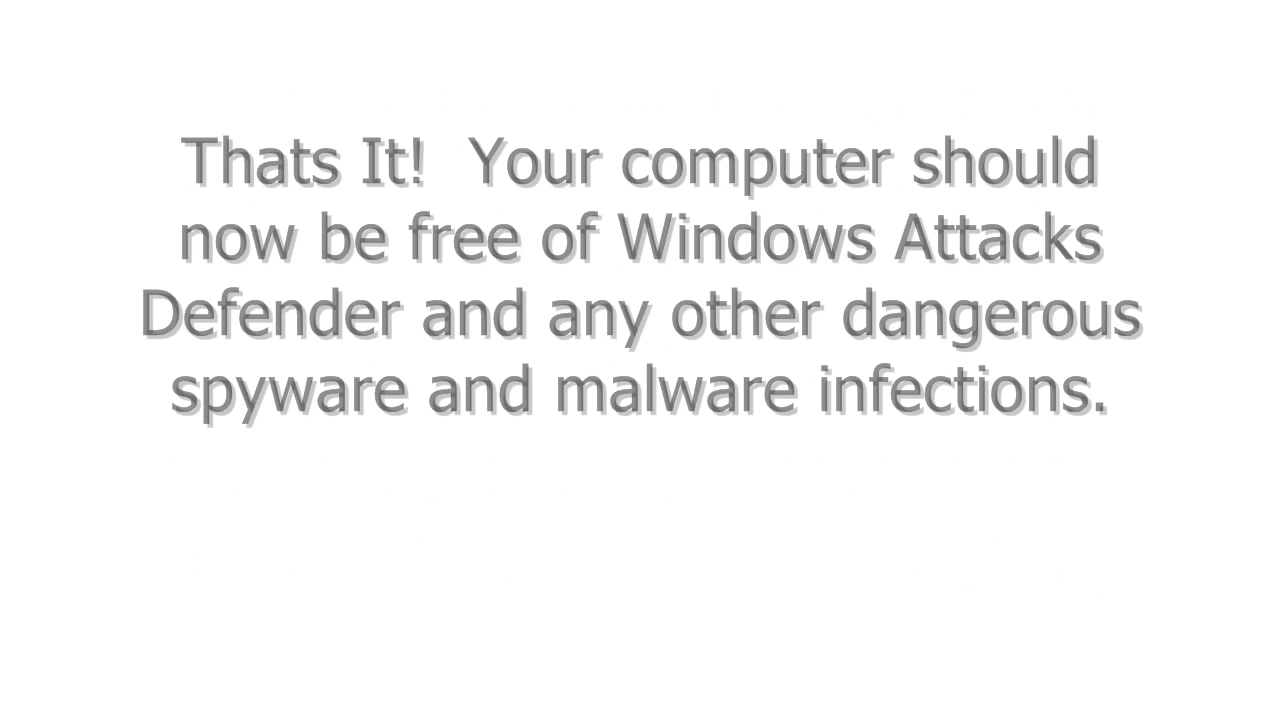 Thats It!  Your computer should
now be free of Windows Attacks
Defender and any other dangerous
spyware and malware infections.